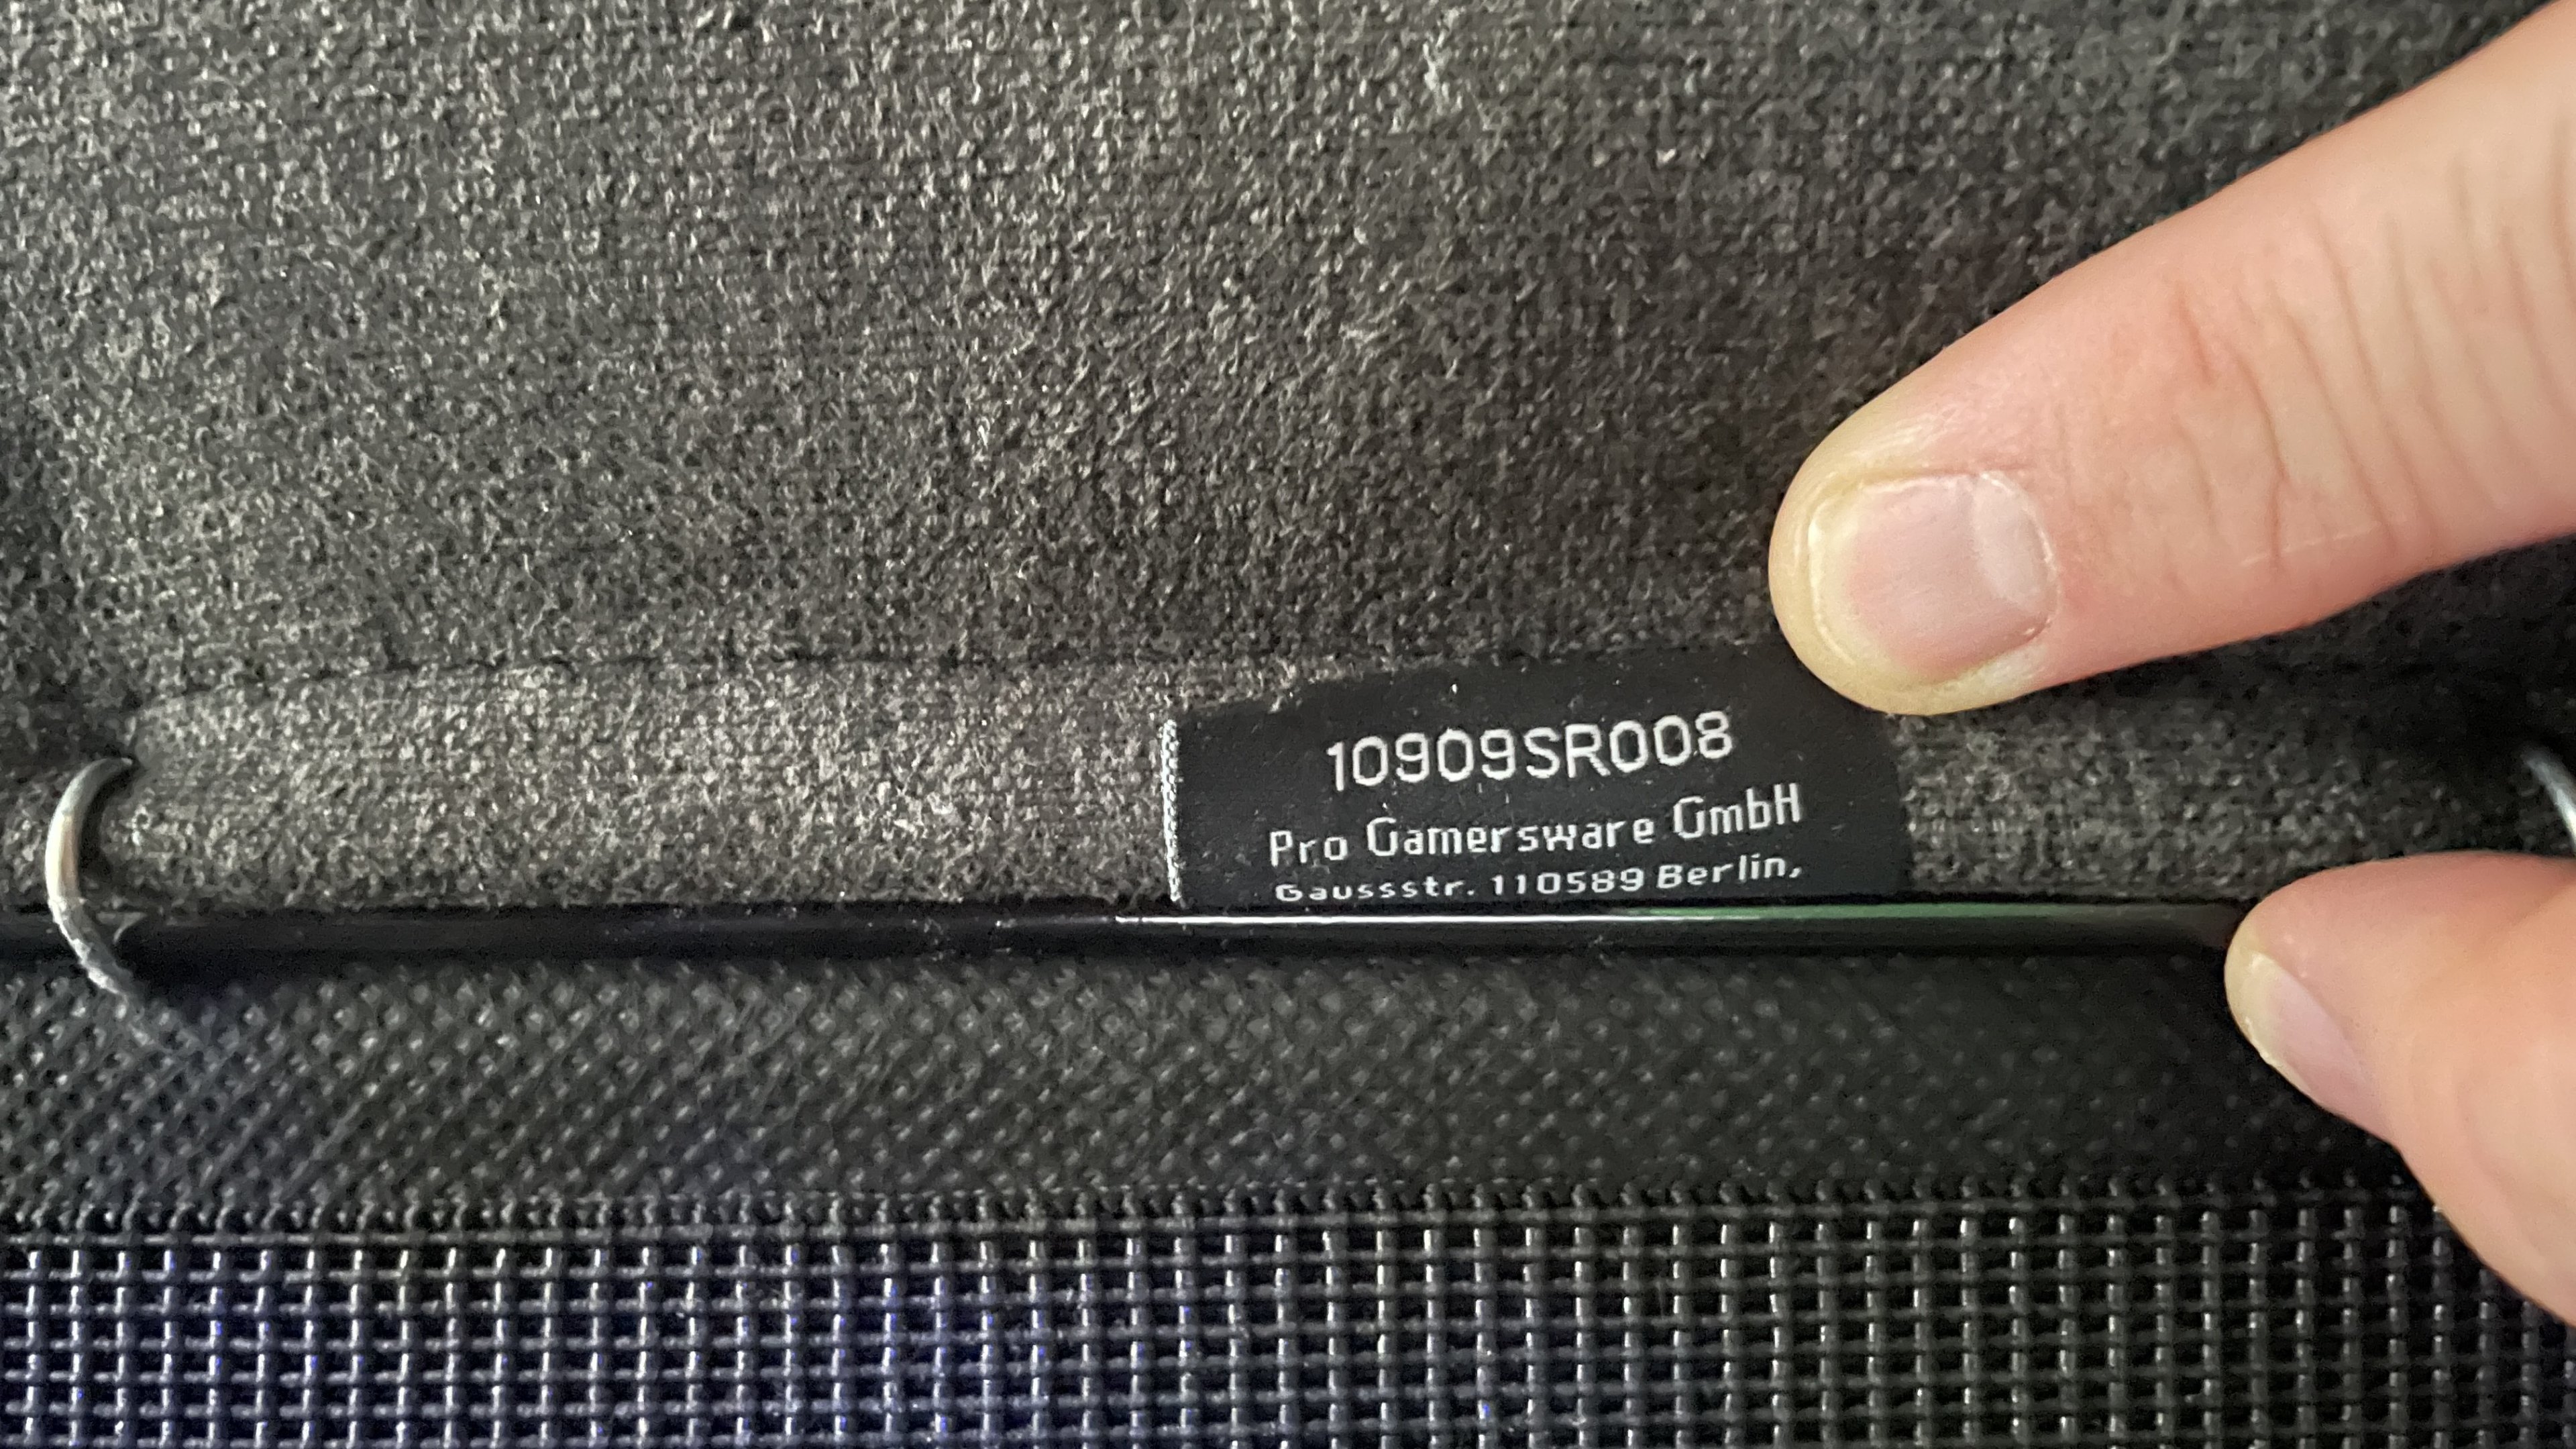 10909SR008
Pro Gamersware GmbH
Gaussstr. 110589 Berlin,